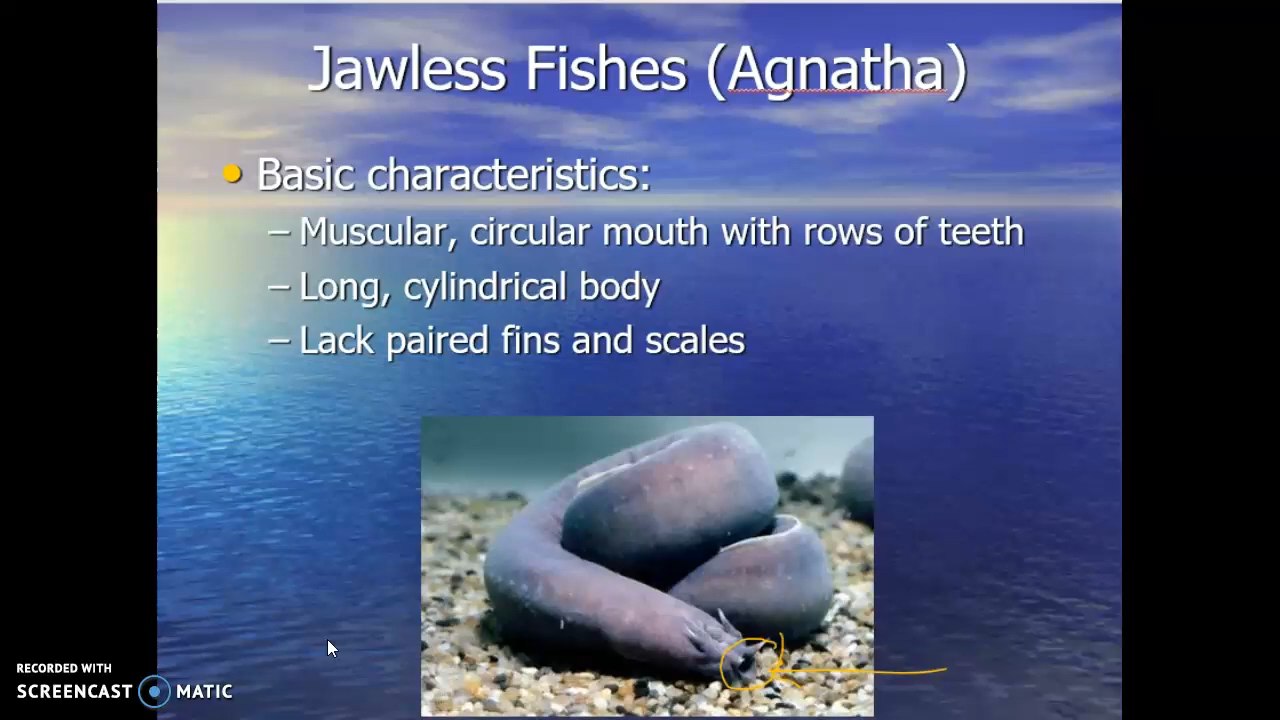 Jawless Fishes (Agnatha)
Basic characteristics:
– Muscular, circular mouth with rows of teeth
– Long, cylindrical body
– Lack paired fins and scales
RECORDED WITH
SCREENCAST MATIC